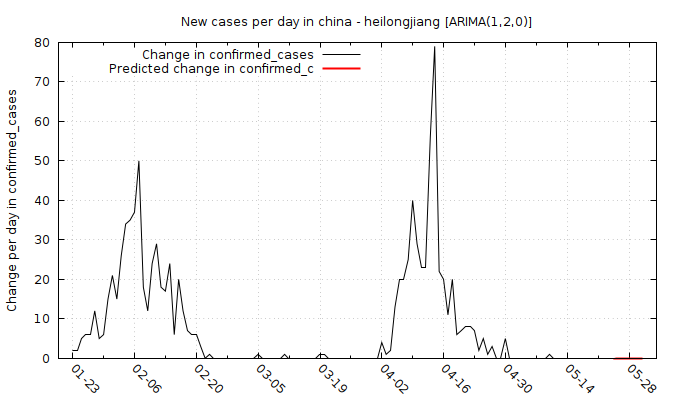 New cases per day in china - heilongjiang [ARIMA(1,2,0)]
Change in confirmed_cases
Predicted change in confirmed_c
Change per day in confirmed_cases
80
70
60
50
40
30
20
10
0
01-23 02-06 02-20 03-05 03-19 04-02 04-16 04-30 05-14 05-28